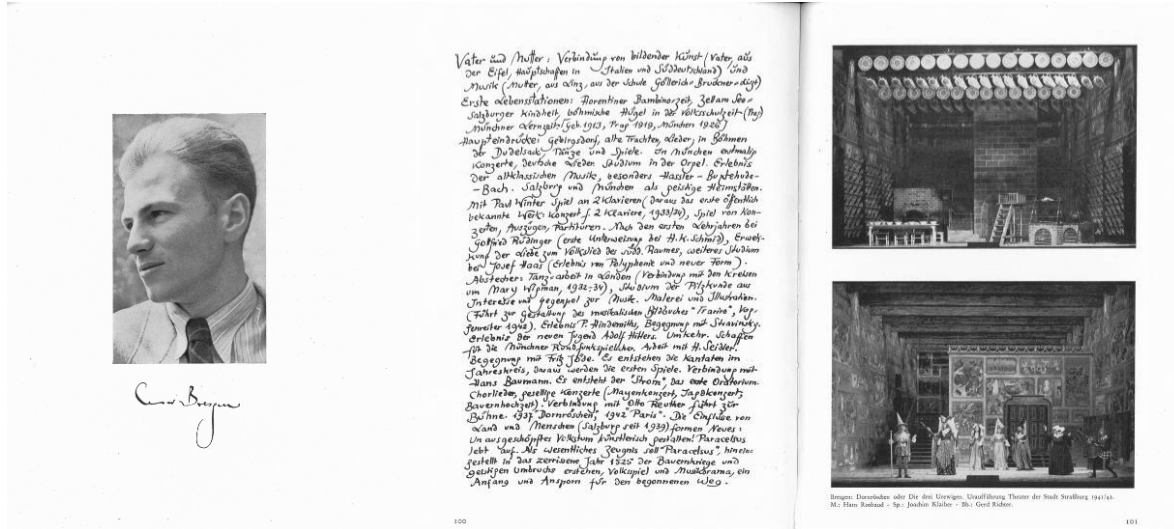 Vater und Mutter: Verbindung von bildender Kunst (Vater, aus
der Eifel, Hauptschaffen in Italien und Süddeutschland) und
Musik (Mutter, aus Linz, aus der Schule Göllerich-Bruckner-Liszt)
Erste Lebensstationen: Florentiner Bambinozeit, Zell am See-
Salzburger Kindheit, böhmische Hügel in der Volksschulzeit (Prag)
Münchner Lernzeit. (geb. 1913, Prag 1919, München 1926)
Haupteindrücke: Gebirgsdorf, alte Trachten, Lieder, in Böhmen
der Dudelsack, Tänze und Spiele. In München erstmalig
Konzerte, deutsche Lieder. Studium in der Orgel. Erlebnis
der altklassischen Musik, besonders Hassler - Buxtehude-
-Bach. Salzburg und München als geistige Heimstätten.
Mit Paul Winter Spiel an 2 Klavieren (daraus das erste öffentlich
bekannte Werk: Konzert f. 2 Klaviere, 1933/34), Spiel von Kon-
zerten, Auszügen, Partituren. Nach den ersten Lehrjahren bei
Gottfried Rüdinger (erste Unterweisung bei H.K. Schmid), Erwek-
kung der Liebe zum Volkslied des südd. Raumes, weiteres Studium
bei Josef Haas (Erlebnis von Polyphonie und neuer Form).
Abstecher: Tanzarbeit in London (Verbindung mit den Kreisen
um Mary Wigman, 1932-34), Studium der Pilzkunde aus
Interesse und gegenpol zur Musik. Malerei und Illustration.
(Führt zur Gestaltung des musikalischen Bildbuches "Trariro", Vog-
genreiter 1942). Erlebnis P. Hindemiths, Begegnung mit Stravinsky.
Erlebnis der neuen Jugend Adolf Hitlers. Umkehr. Schaffen
für die Münchner Rundfunkspielschar. Arbeit mit H. Seidler.
Begegnung mit Fritz Jöde. Es entstehen die Kantaten im
Jahreskreis, daraus werden die ersten Spiele. Verbindung mit
Hans Baumann. Es entsteht der "Strom", das erste Oratorium.
Chorlieder, gesellige Konzerte (Mayenkonzert, Jagdkonzert,
Bauernhochzeit). Verbindung mit Otto Reuther führt zur
Bühne. 1937 "Dornröschen", 1942 "Paris". Die Einflüsse von
Land und Menschen (Salzburg seit 1939) formen Neues:
Un ausgeschöpftes Volkstum künstlerisch gestalten! Paracelsus
lebt auf. Als wesentliches Zeugnis soll "Paracelsus", hinein-
gestellt in das zerrissene Jahr 1525 der Bauernkriege und
geistigen Umbruchs erstehen, Volksspiel und Musikdrama, ein
Anfang und Ansporn für den begonnenen Weg.
100
Bresgen: Dornröschen oder Die drei Urewigen. Uraufführung Theater der Stadt Straßburg 1941/42.
M.: Hans Rosbaud - Sp.: Joachim Klaiber - Bb.: Gerd Richter.
101